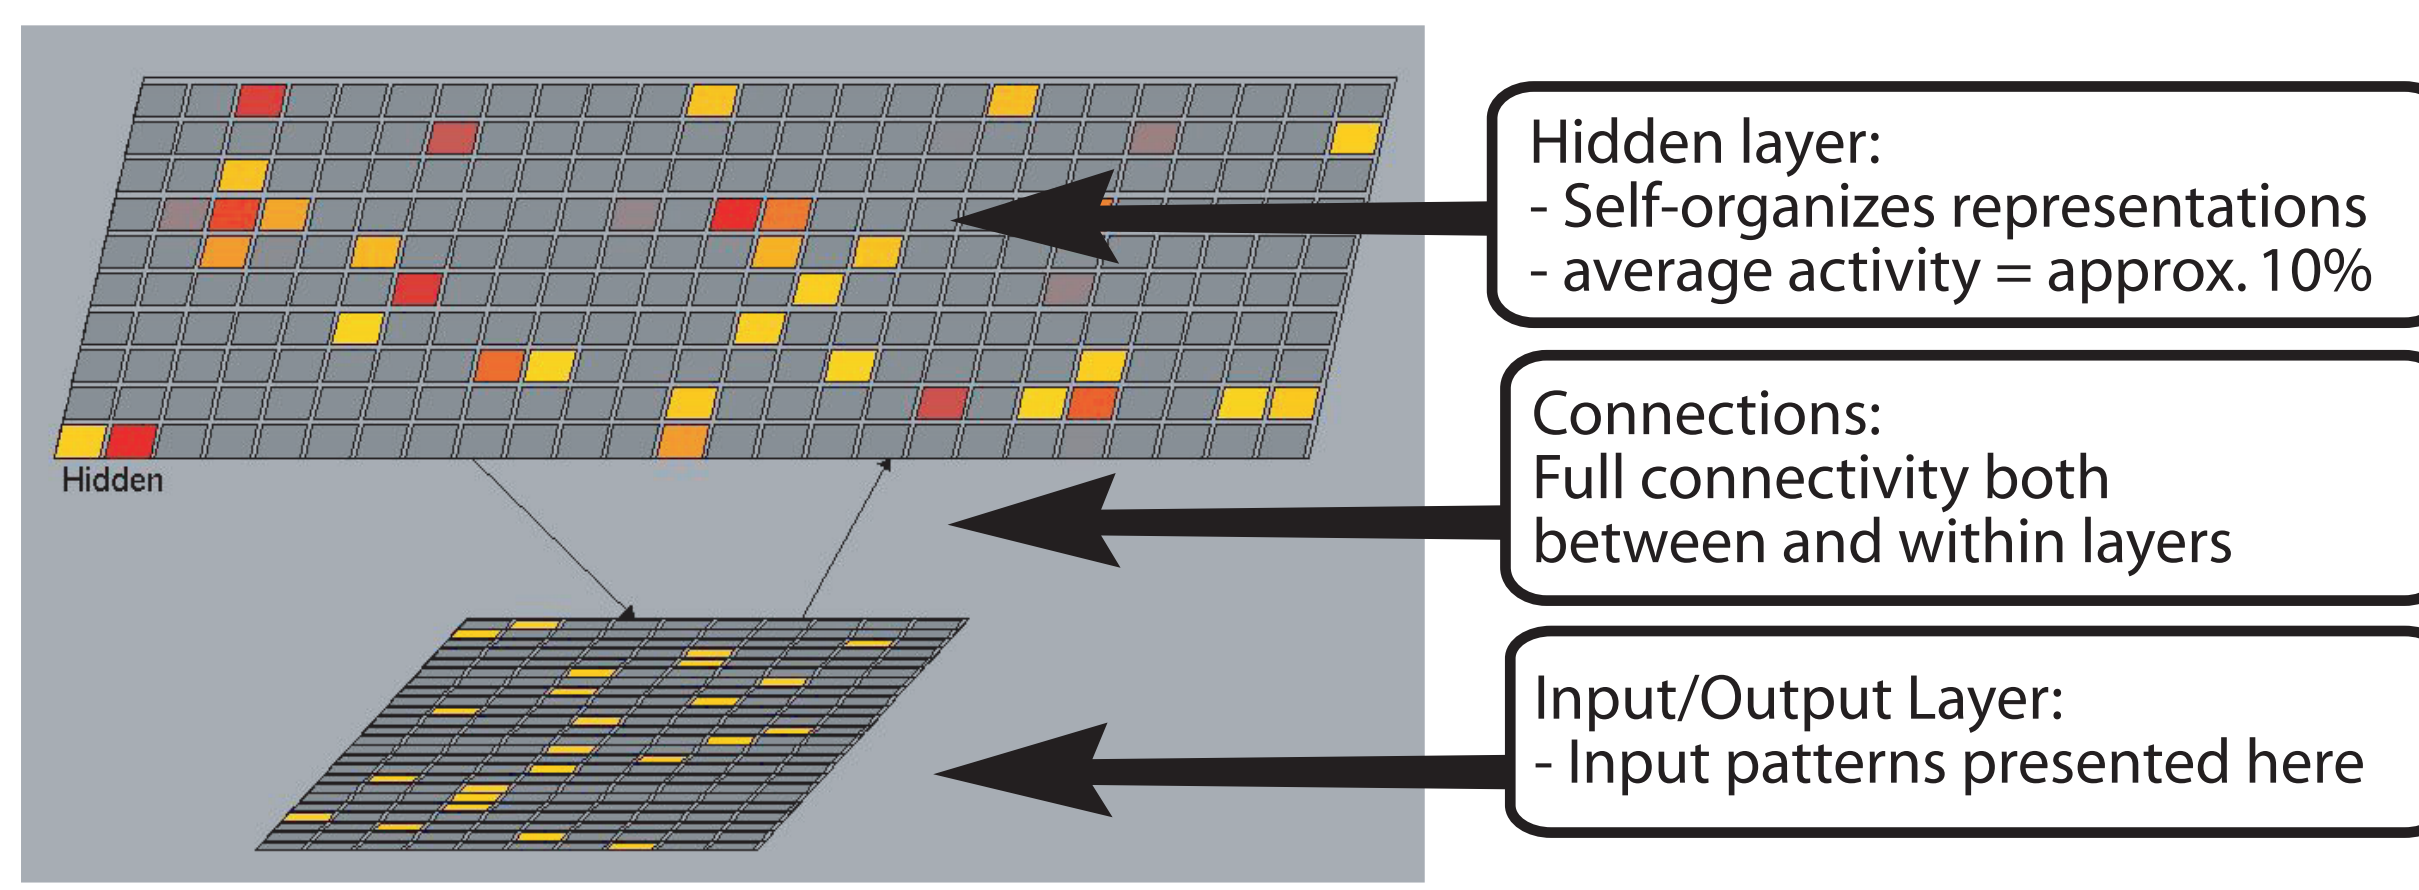 Hidden layer:
- Self-organizes representations
- average activity = approx. 10%
Hidden
Connections:
Full connectivity both
between and within layers
Input/Output Layer:
- Input patterns presented here